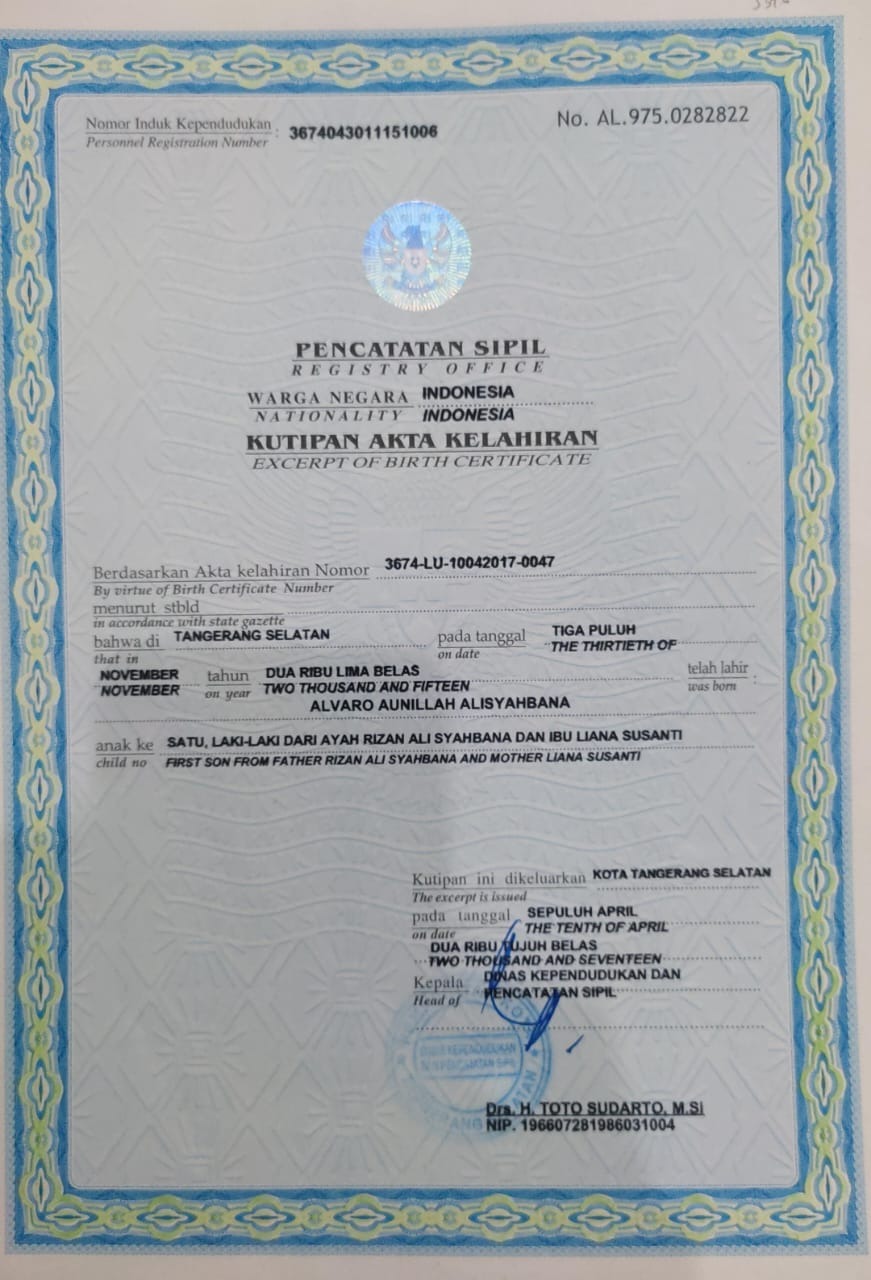 Nomor Induk Kependudukan : 3674043011151006
Personnel Registration Number
No. AL.975.0282822
PENCATATAN SIPIL
REGISTRY OFFICE
WARGA NEGARA INDONESIA
NATIONALITY INDONESIA
KUTIPAN AKTA KELAHIRAN
EXCERPT OF BIRTH CERTIFICATE
Berdasarkan Akta kelahiran Nomor 3674-LU-10042017-0047
By virtue of Birth Certificate Number
menurut stbld
in accordance with state gazette
bahwa di TANGERANG SELATAN pada tanggal TIGA PULUH
that in on date THE THIRTIETH OF
NOVEMBER tahun DUA RIBU LIMA BELAS telah lahir :
NOVEMBER on year TWO THOUSAND AND FIFTEEN was born
ALVARO AUNILLAH ALISYAHBANA
anak ke SATU, LAKI-LAKI DARI AYAH RIZAN ALI SYAHBANA DAN IBU LIANA SUSANTI
child no FIRST SON FROM FATHER RIZAN ALI SYAHBANA AND MOTHER LIANA SUSANTI
Kutipan ini dikeluarkan KOTA TANGERANG SELATAN
The excerpt is issued
pada tanggal SEPULUH APRIL
on date THE TENTH OF APRIL
DUA RIBU TUJUH BELAS
TWO THOUSAND AND SEVENTEEN
Kepala DINAS KEPENDUDUKAN DAN
Head of PENCATATAN SIPIL
DINAS KEPENDUDUKAN
DAN PENCATATAN SIPIL
Drs. H. TOTO SUDARTO, M.Si
NIP. 196607281986031004